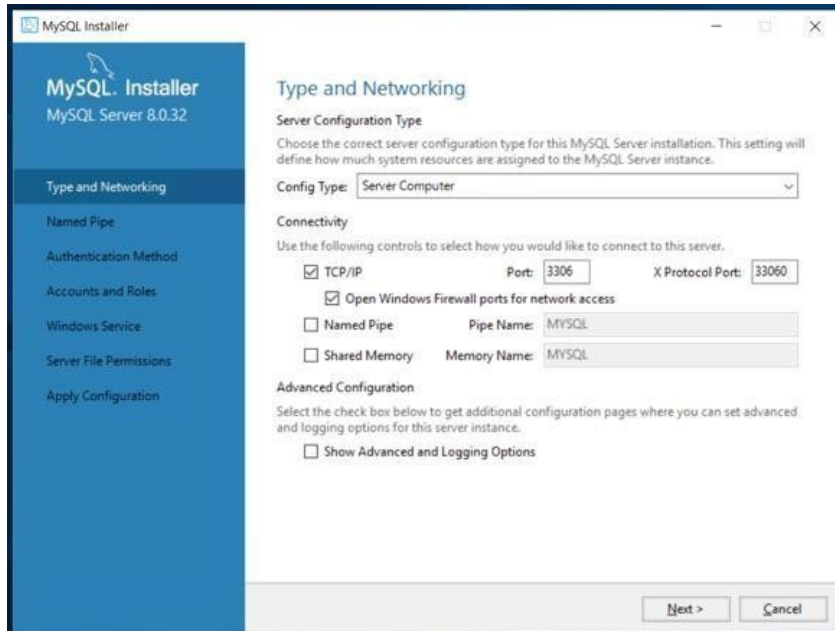 MySQL Installer
MySQL. Installer
MySQL Server 8.0.32
Type and Networking
Named Pipe
Authentication Method
Accounts and Roles
Windows Service
Server File Permissions
Apply Configuration
Type and Networking
Server Configuration Type
Choose the correct server configuration type for this MySQL Server installation. This setting will
define how much system resources are assigned to the MySQL Server instance.
Config Type: Server Computer
Connectivity
Use the following controls to select how you would like to connect to this server.
TCP/IP Port: 3306 X Protocol Port: 33060
Open Windows Firewall ports for network access
Named Pipe Pipe Name: MYSQL
Shared Memory Memory Name: MYSQL
Advanced Configuration
Select the check box below to get additional configuration pages where you can set advanced
and logging options for this server instance.
Show Advanced and Logging Options
Next > Cancel